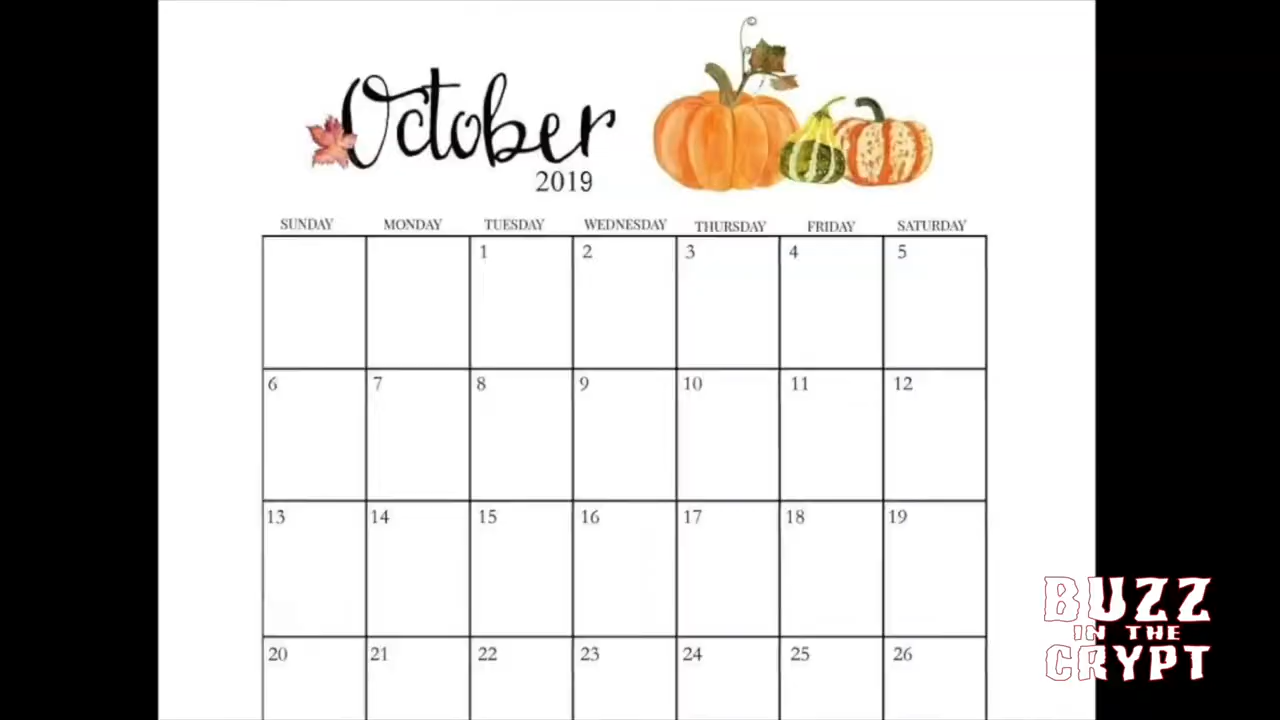 October
2019
SUNDAY MONDAY TUESDAY WEDNESDAY THURSDAY FRIDAY SATURDAY
1 2 3 4 5
6 7 8 9 10 11 12
13 14 15 16 17 18 19
20 21 22 23 24 25 26
BUZZ
IN THE
CRYPT